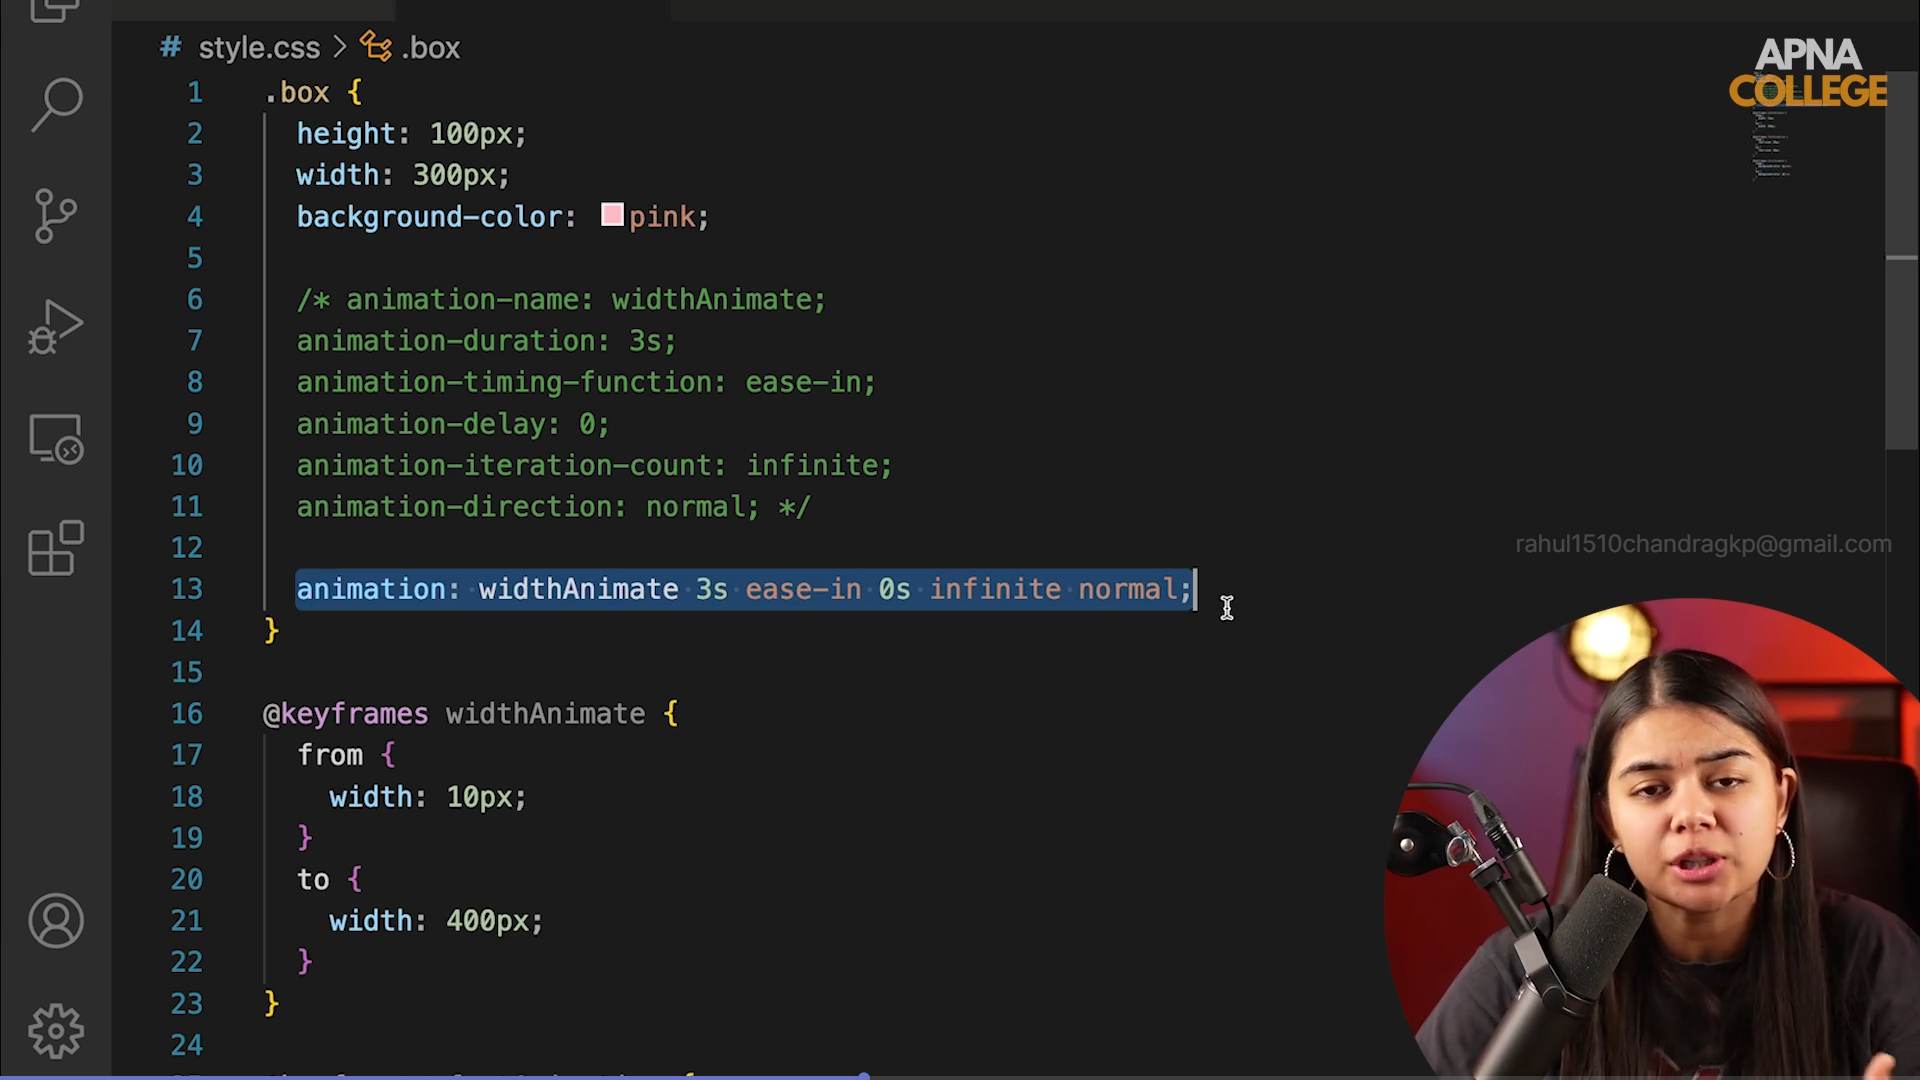 # style.css > .box
APNA
COLLEGE
1 .box {
2 height: 100px;
3 width: 300px;
4 background-color: pink;
5
6 /* animation-name: widthAnimate;
7 animation-duration: 3s;
8 animation-timing-function: ease-in;
9 animation-delay: 0;
10 animation-iteration-count: infinite;
11 animation-direction: normal; */
12
rahul1510chandragkp@gmail.com
13 animation: widthAnimate 3s ease-in 0s infinite normal;
14 }
15
16 @keyframes widthAnimate {
17 from {
18 width: 10px;
19 }
20 to {
21 width: 400px;
22 }
23 }
24